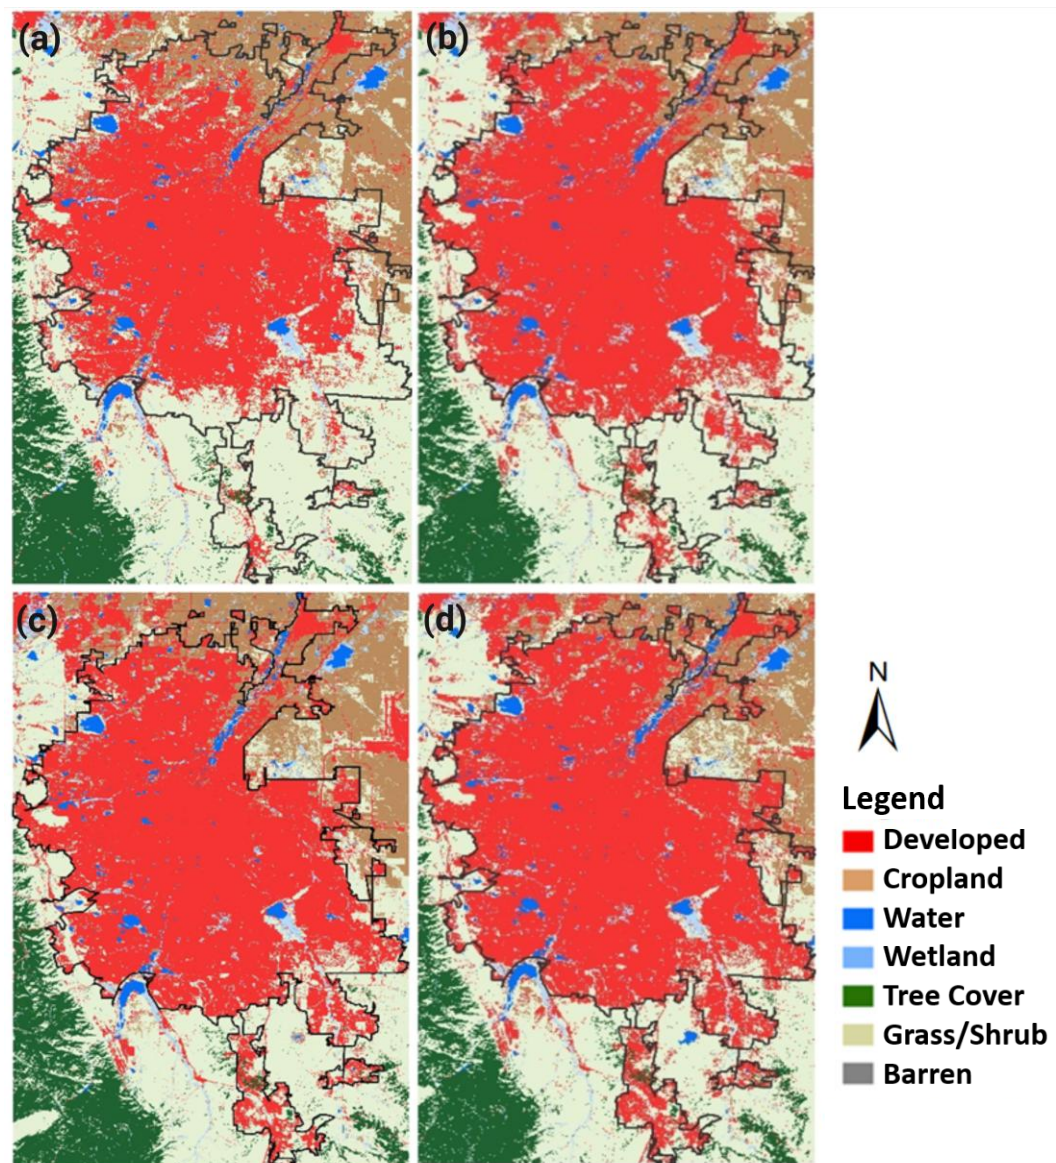 (a)
(b)
(c)
(d)
N
Legend
Developed
Cropland
Water
Wetland
Tree Cover
Grass/Shrub
Barren